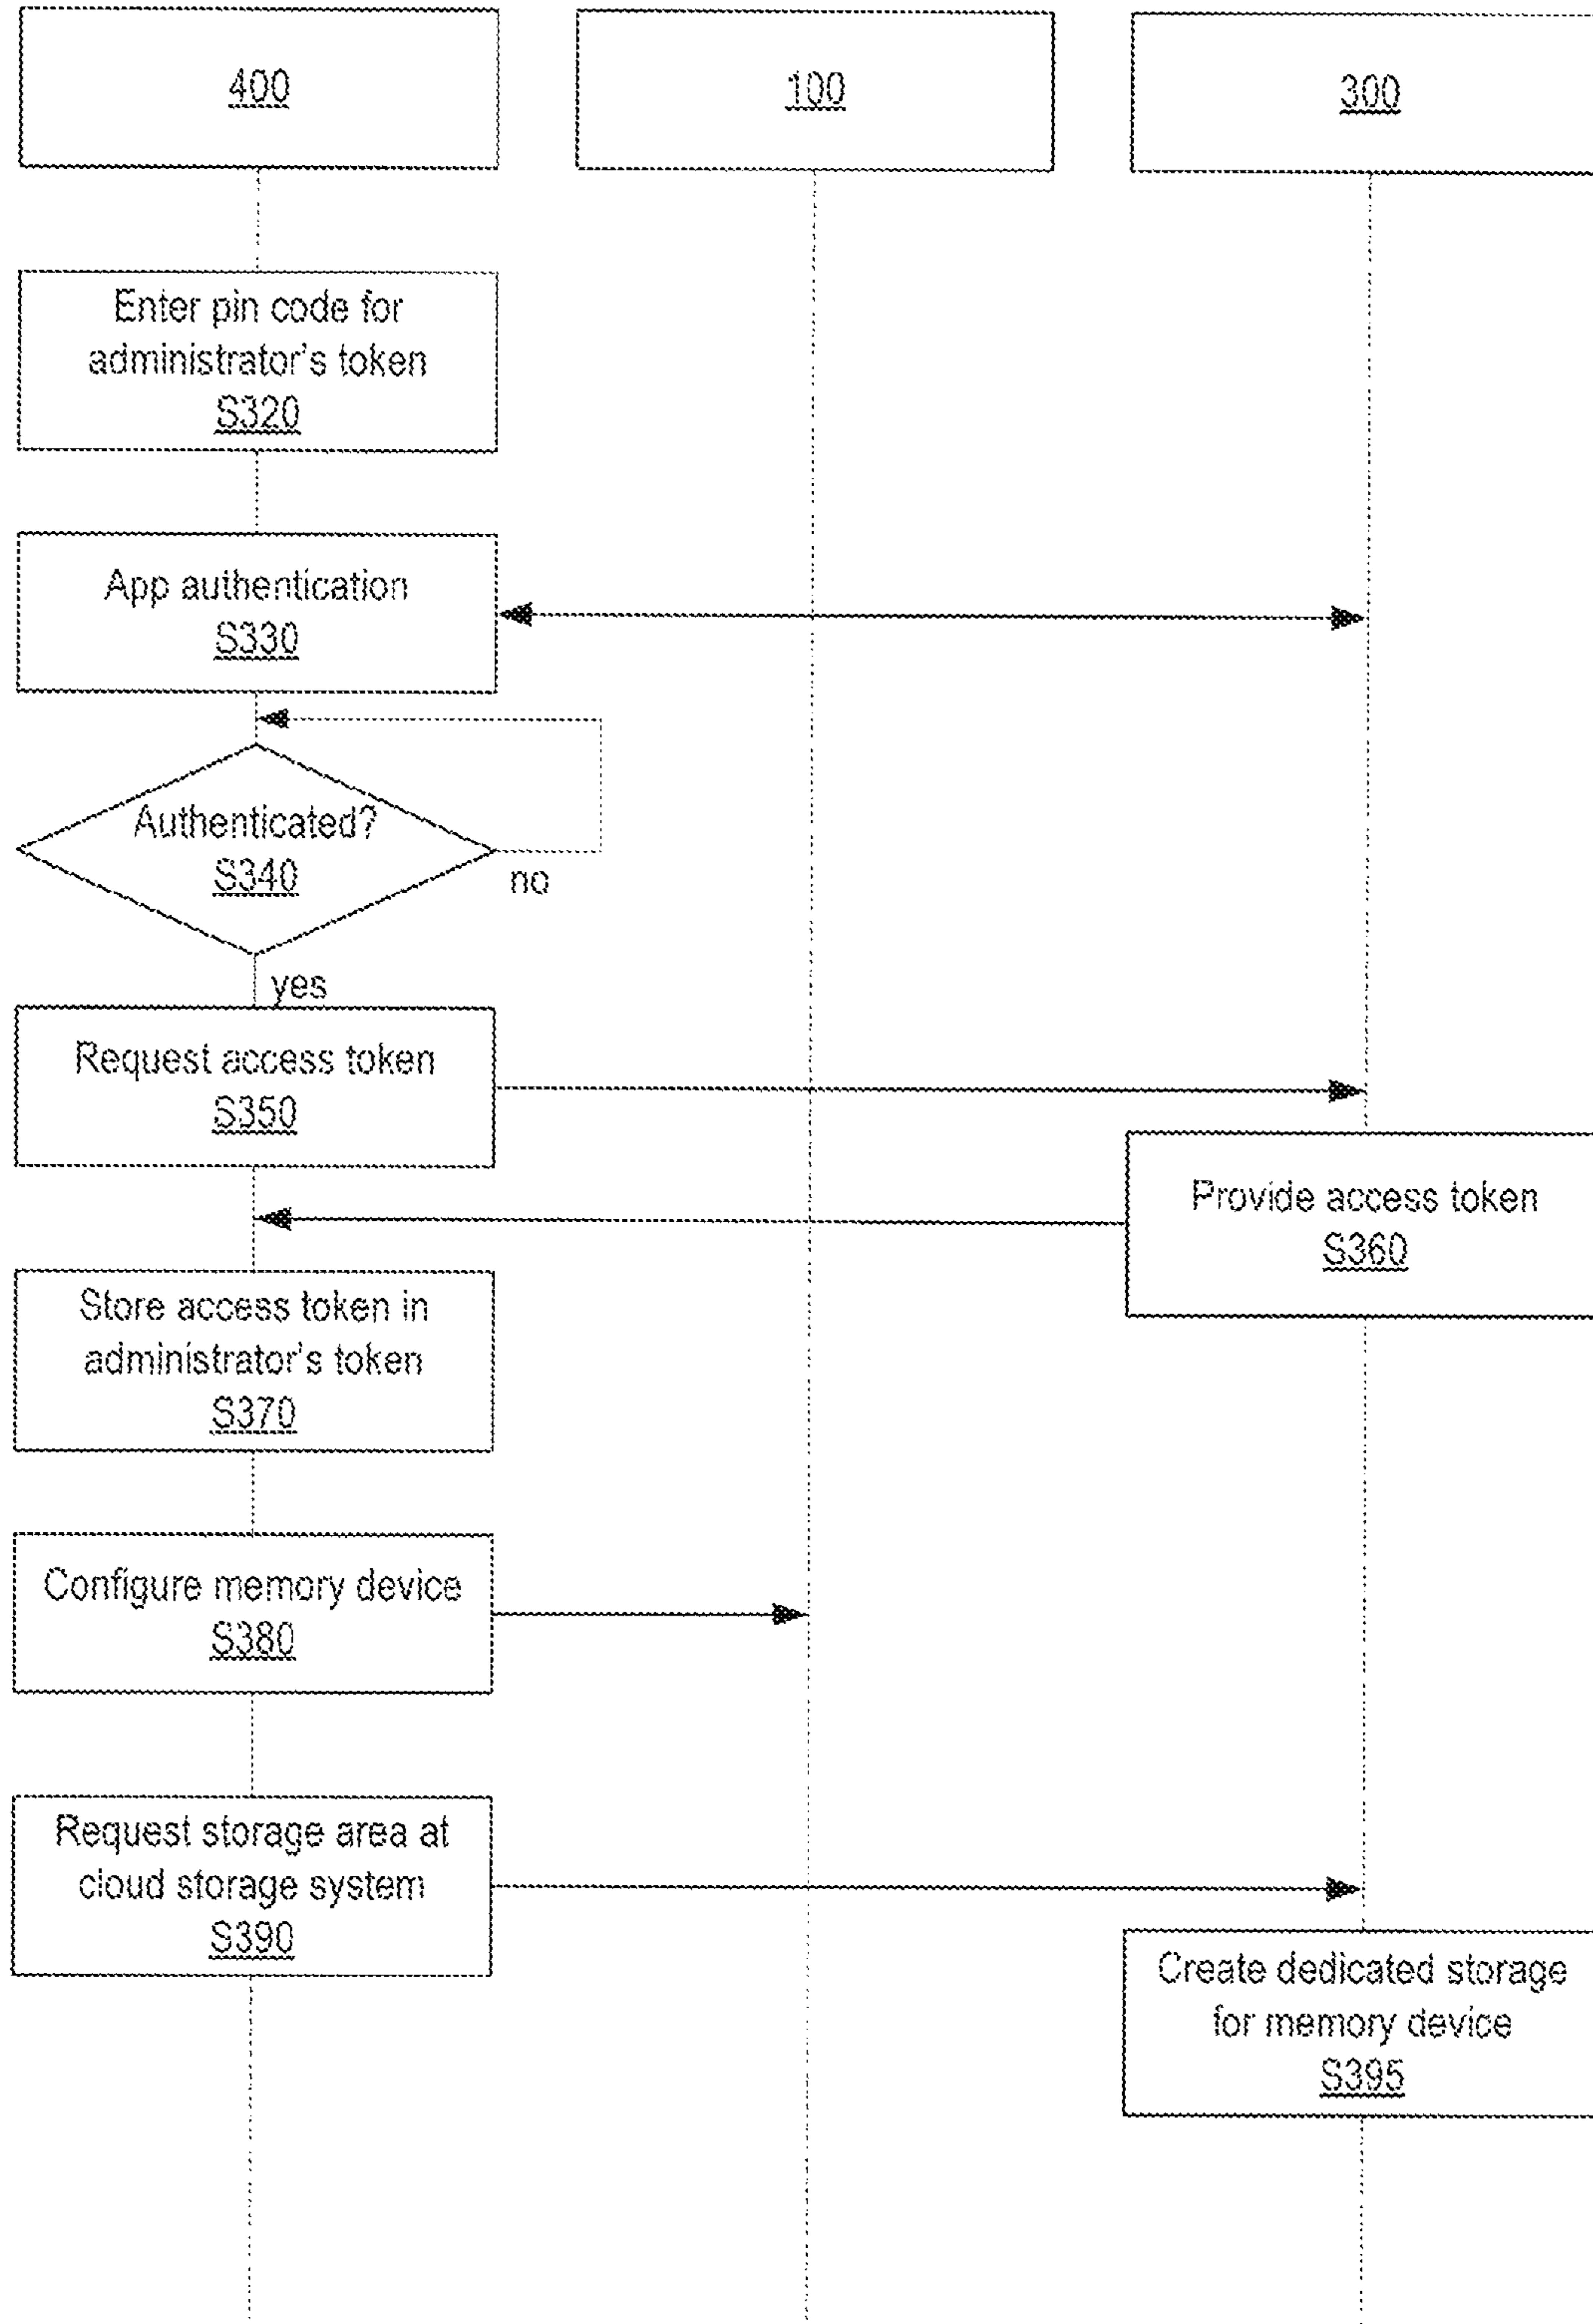 400
100
300
Enter pin code for
administrator's token
S320
App authentication
S330
Authenticated?
S340
no
yes
Request access token
S350
Provide access token
S360
Store access token in
administrator's token
S370
Configure memory device
S380
Request storage area at
cloud storage system
S390
Create dedicated storage
for memory device
S395